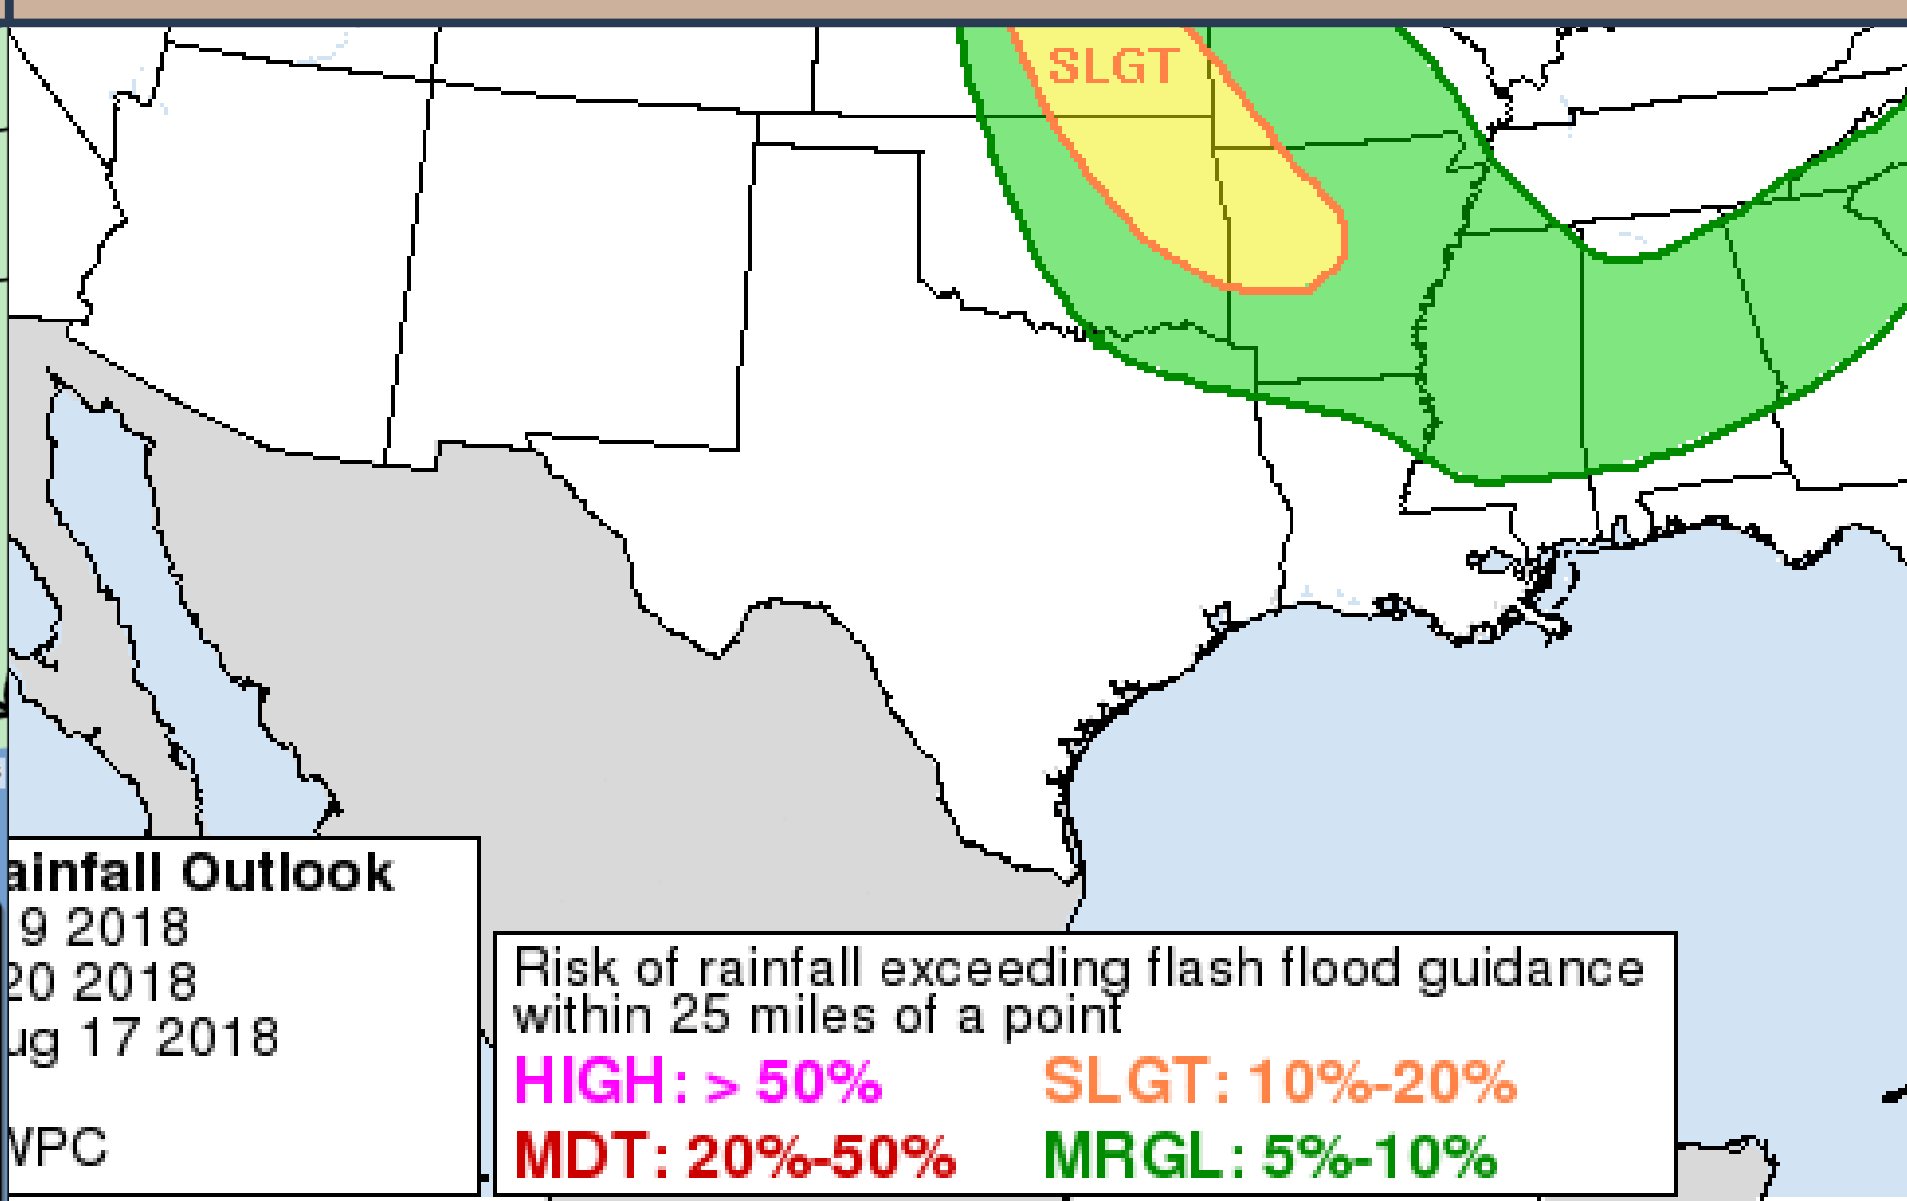 SLGT
ainfall Outlook
9 2018
20 2018
ug 17 2018
WPC
Risk of rainfall exceeding flash flood guidance
within 25 miles of a point
HIGH: > 50% SLGT: 10%-20%
MDT: 20%-50% MRGL: 5%-10%